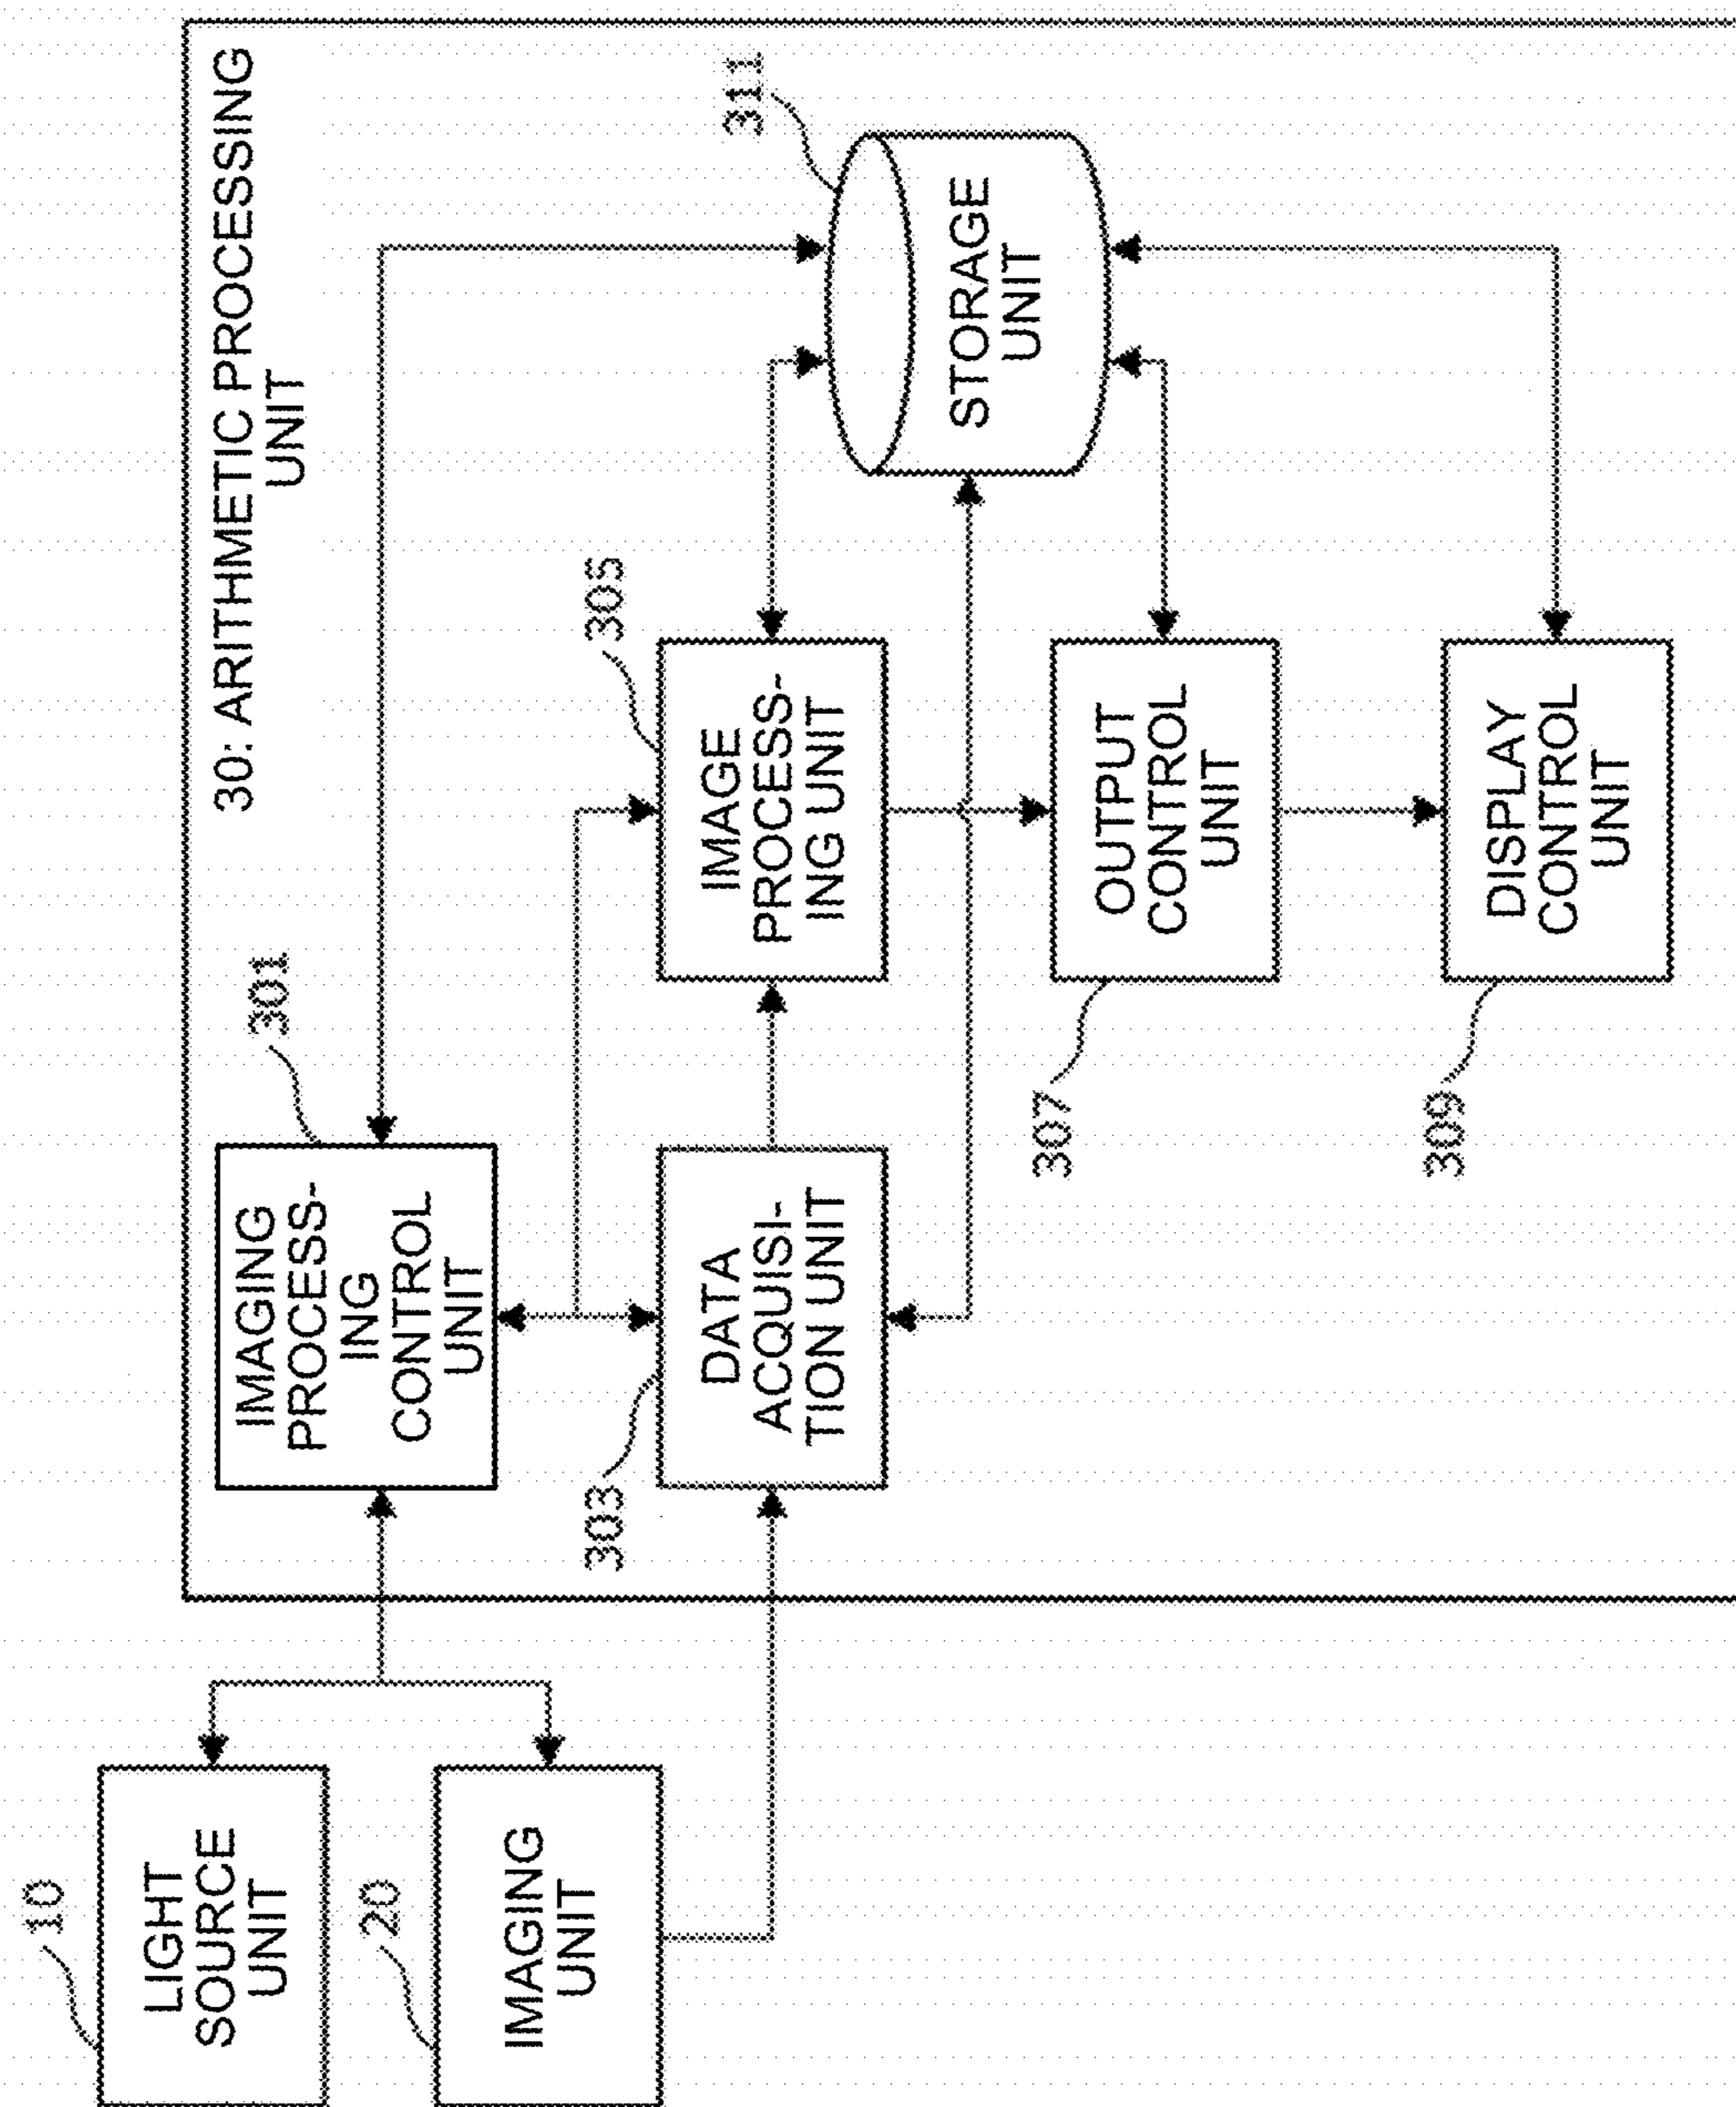 30: ARITHMETIC PROCESSING
UNIT
10
LIGHT
SOURCE
UNIT
20
IMAGING
UNIT
301
IMAGING
PROCESS-
ING
CONTROL
UNIT
303
DATA
ACQUISI-
TION UNIT
305
IMAGE
PROCESS-
ING UNIT
311
STORAGE
UNIT
307
OUTPUT
CONTROL
UNIT
309
DISPLAY
CONTROL
UNIT